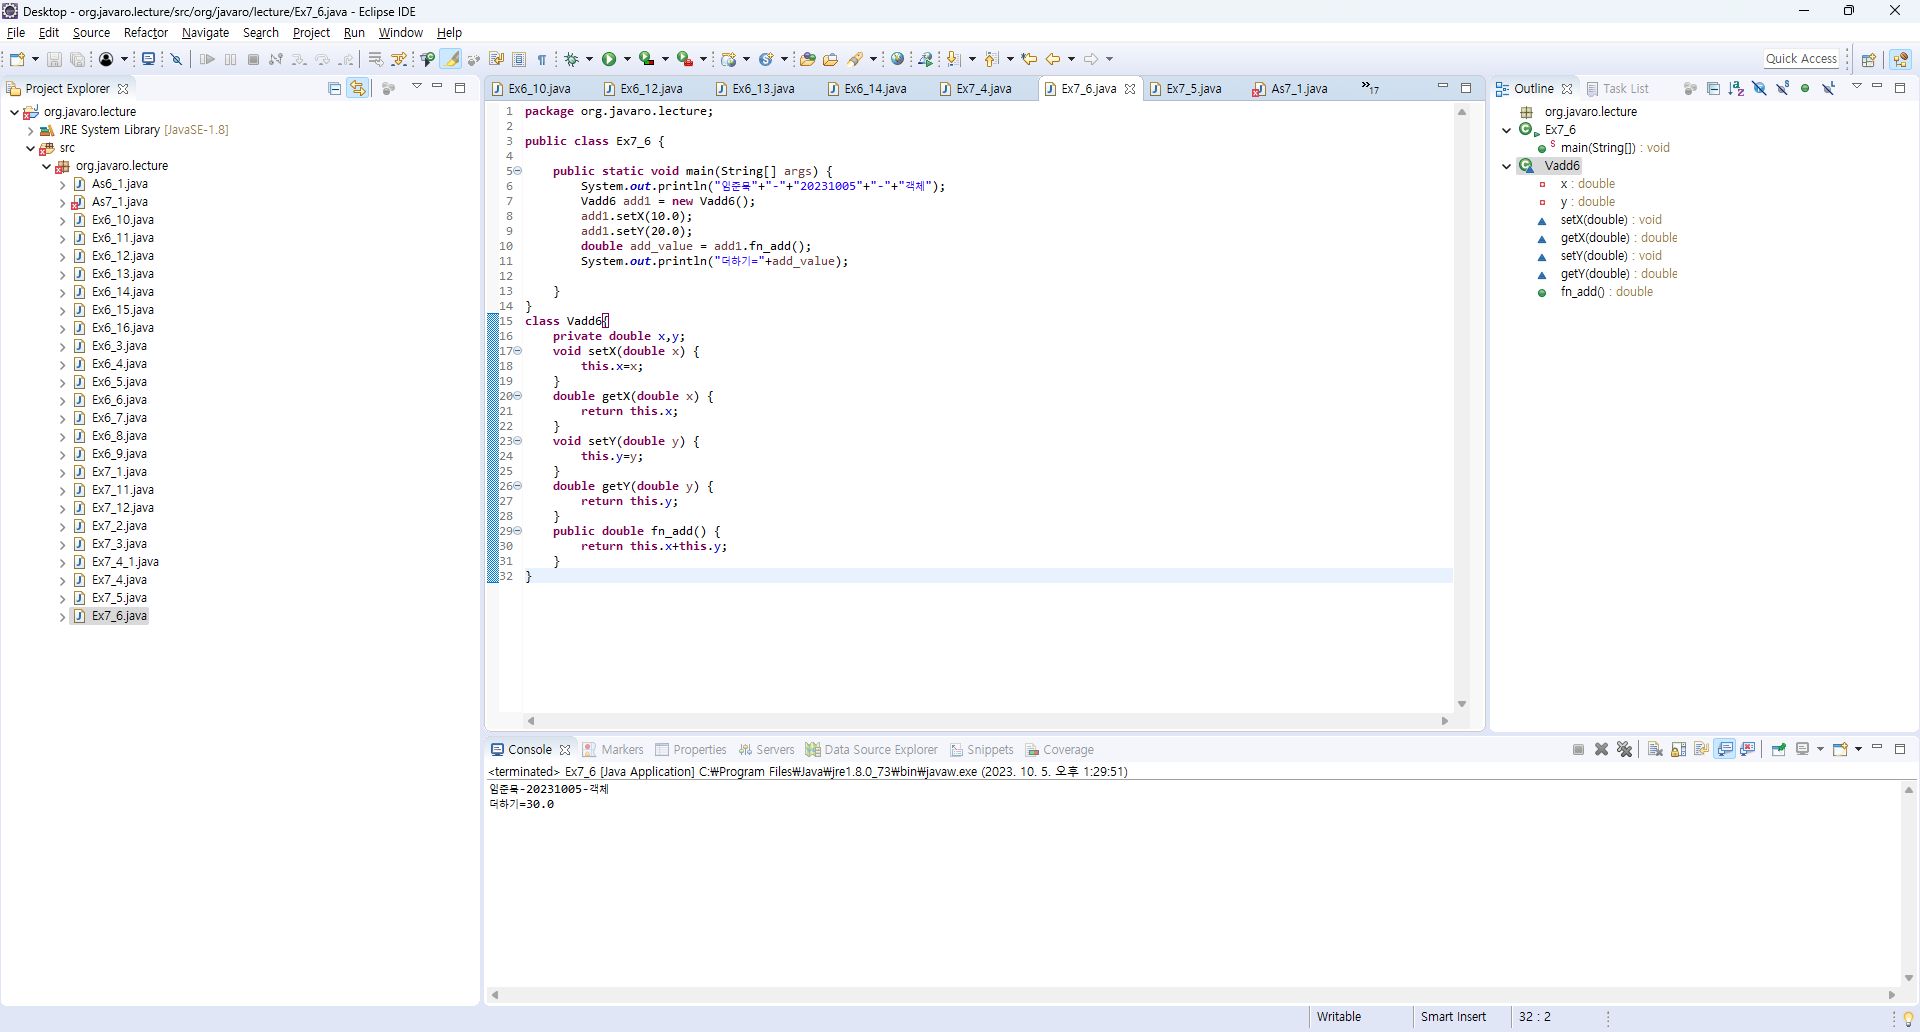 Desktop - org.javaro.lecture/src/org/javaro/lecture/Ex7_6.java - Eclipse IDE
File Edit Source Refactor Navigate Search Project Run Window Help
Quick Access
Project Explorer
org.javaro.lecture
JRE System Library [JavaSE-1.8]
src
org.javaro.lecture
As6_1.java
As7_1.java
Ex6_10.java
Ex6_11.java
Ex6_12.java
Ex6_13.java
Ex6_14.java
Ex6_15.java
Ex6_16.java
Ex6_3.java
Ex6_4.java
Ex6_5.java
Ex6_6.java
Ex6_7.java
Ex6_8.java
Ex6_9.java
Ex7_1.java
Ex7_11.java
Ex7_12.java
Ex7_2.java
Ex7_3.java
Ex7_4_1.java
Ex7_4.java
Ex7_5.java
Ex7_6.java
Ex6_10.java Ex6_12.java Ex6_13.java Ex6_14.java Ex7_4.java Ex7_6.java Ex7_5.java As7_1.java »17
1 package org.javaro.lecture;
2
3 public class Ex7_6 {
4
5 public static void main(String[] args) {
6 System.out.println("임준묵"+"-"+"20231005"+"-"+"객체");
7 Vadd6 add1 = new Vadd6();
8 add1.setX(10.0);
9 add1.setY(20.0);
10 double add_value = add1.fn_add();
11 System.out.println("더하기="+add_value);
12
13 }
14 }
15 class Vadd6{
16 private double x,y;
17 void setX(double x) {
18 this.x=x;
19 }
20 double getX(double x) {
21 return this.x;
22 }
23 void setY(double y) {
24 this.y=y;
25 }
26 double getY(double y) {
27 return this.y;
28 }
29 public double fn_add() {
30 return this.x+this.y;
31 }
32 }
Outline Task List
org.javaro.lecture
Ex7_6
main(String[]) : void
Vadd6
x : double
y : double
setX(double) : void
getX(double) : double
setY(double) : void
getY(double) : double
fn_add() : double
Console Markers Properties Servers Data Source Explorer Snippets Coverage
<terminated> Ex7_6 [Java Application] C:₩Program Files₩Java₩jre1.8.0_73₩bin₩javaw.exe (2023. 10. 5. 오후 1:29:51)
임준묵-20231005-객체
더하기=30.0
Writable Smart Insert 32 : 2